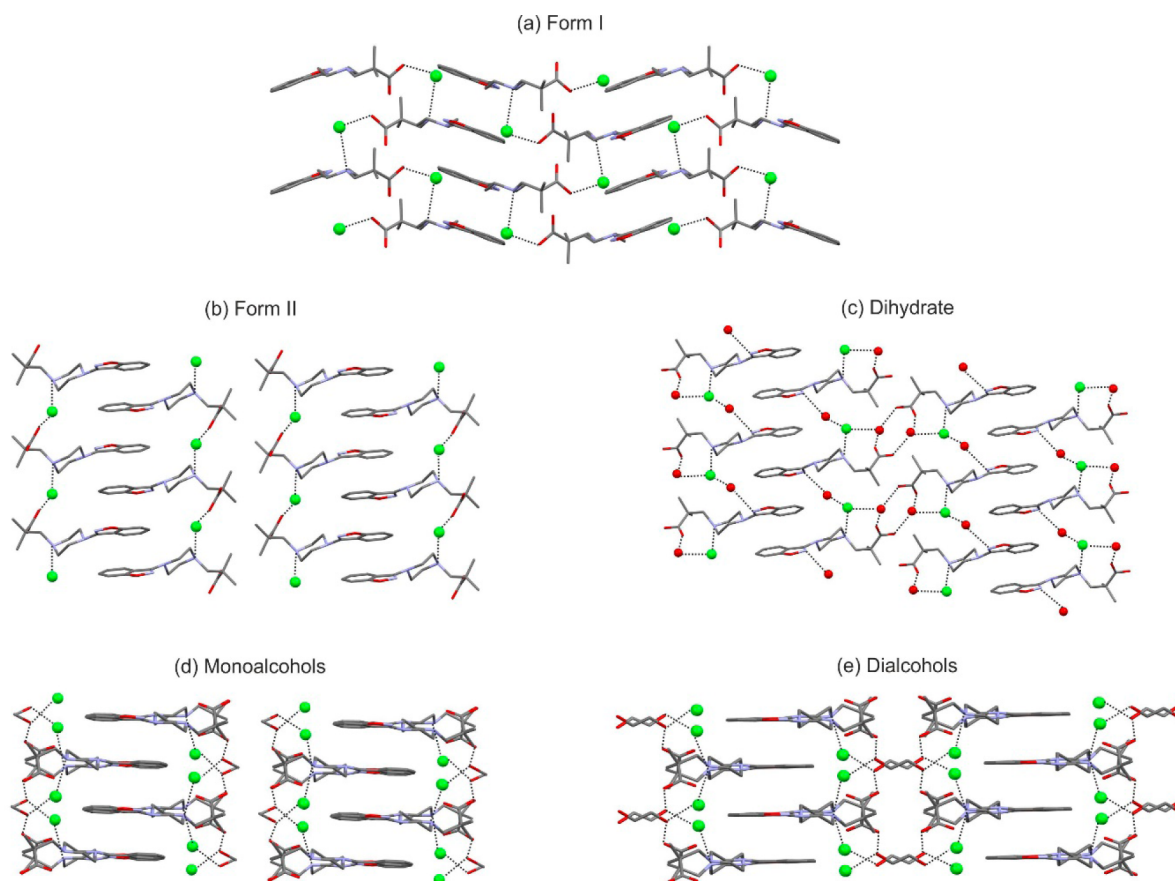 (a) Form I
(b) Form II
(c) Dihydrate
(d) Monoalcohols
(e) Dialcohols